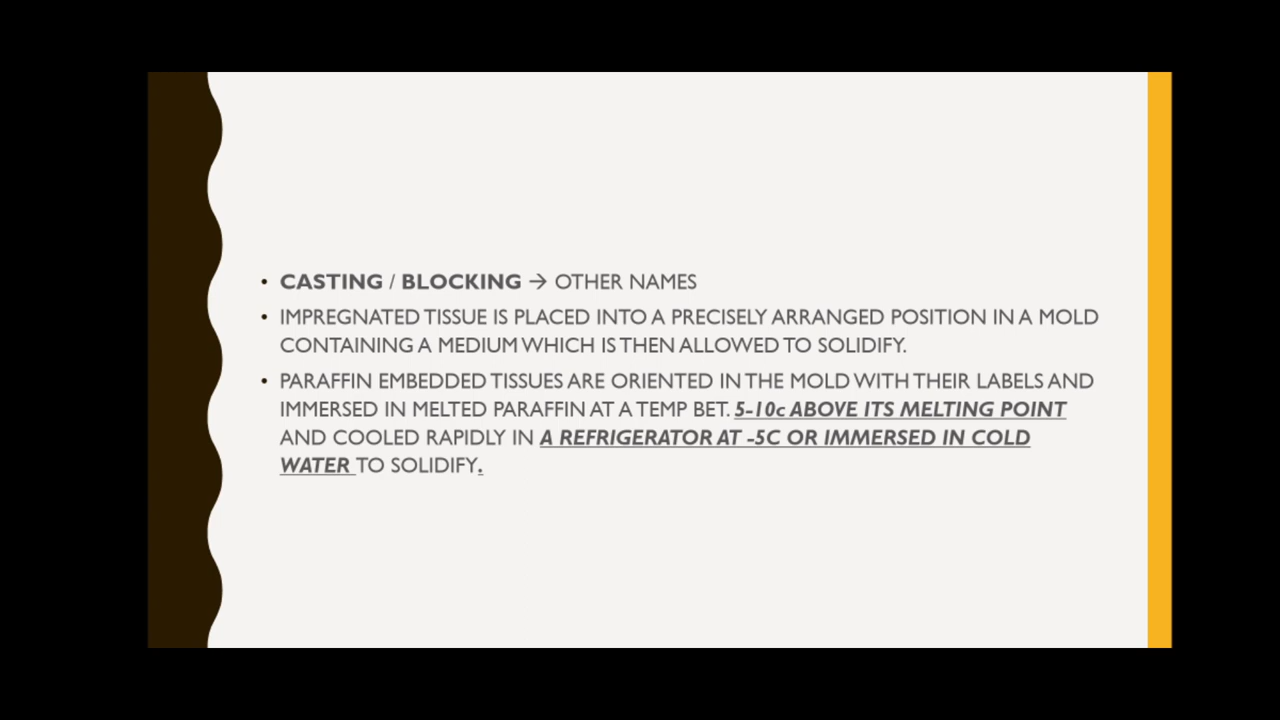 • CASTING / BLOCKING → OTHER NAMES
• IMPREGNATED TISSUE IS PLACED INTO A PRECISELY ARRANGED POSITION IN A MOLD
CONTAINING A MEDIUM WHICH IS THEN ALLOWED TO SOLIDIFY.
• PARAFFIN EMBEDDED TISSUES ARE ORIENTED IN THE MOLD WITH THEIR LABELS AND
IMMERSED IN MELTED PARAFFIN AT A TEMP BET. 5-10c ABOVE ITS MELTING POINT
AND COOLED RAPIDLY IN A REFRIGERATOR AT -5C OR IMMERSED IN COLD
WATER TO SOLIDIFY.